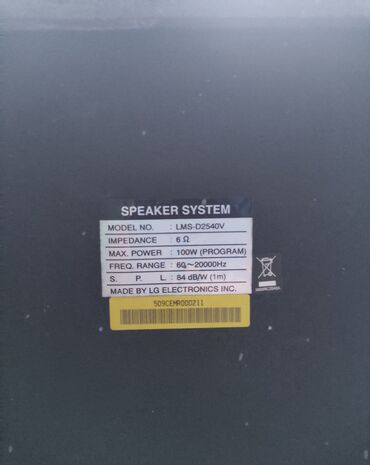 SPEAKER SYSTEM
MODEL NO. : LMS-D2540V
IMPEDANCE : 6 Ω
MAX. POWER : 100W (PROGRAM)
FREQ. RANGE : 60~20000Hz
S. P. L. : 84 dB/W (1m)
MADE BY LG ELECTRONICS INC.
509CEMR000211